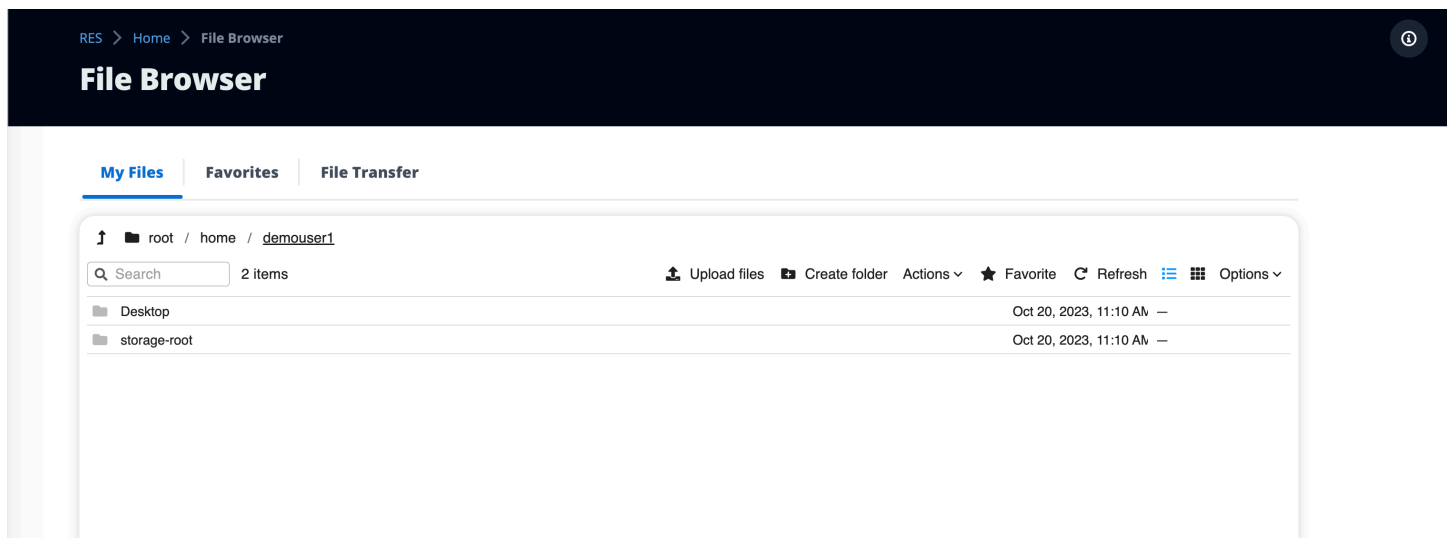 RES > Home > File Browser
File Browser
My Files Favorites File Transfer
root / home / demouser1
Search 2 items Upload files Create folder Actions Favorite Refresh Options
Desktop Oct 20, 2023, 11:10 AM —
storage-root Oct 20, 2023, 11:10 AM —